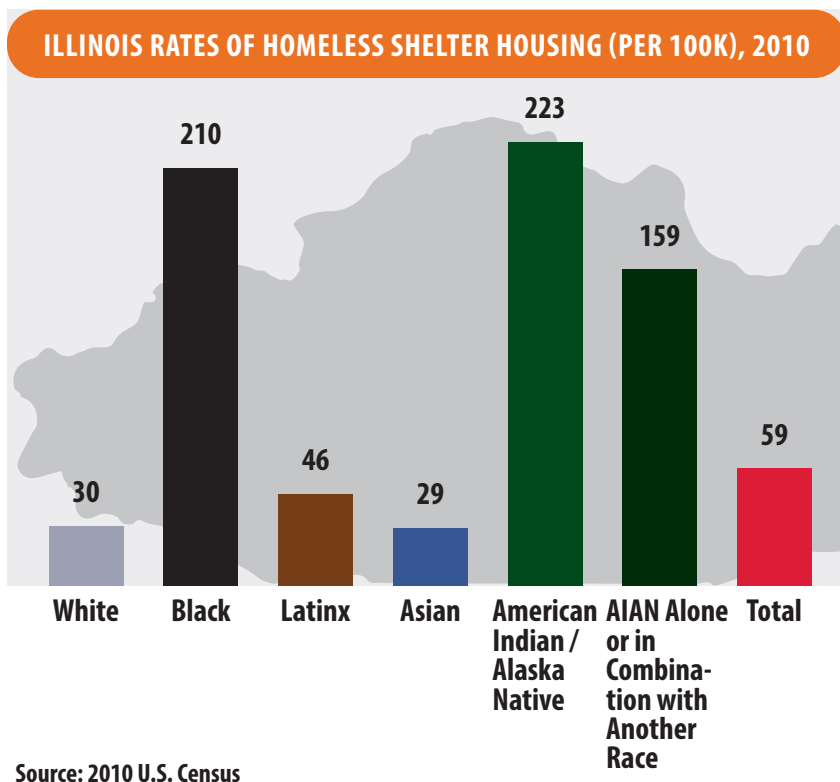 ILLINOIS RATES OF HOMELESS SHELTER HOUSING (PER 100K), 2010
30
210
46
29
223
159
59
White
Black
Latinx
Asian
American
Indian /
Alaska
Native
AIAN Alone
or in
Combina-
tion with
Another
Race
Total
Source: 2010 U.S. Census